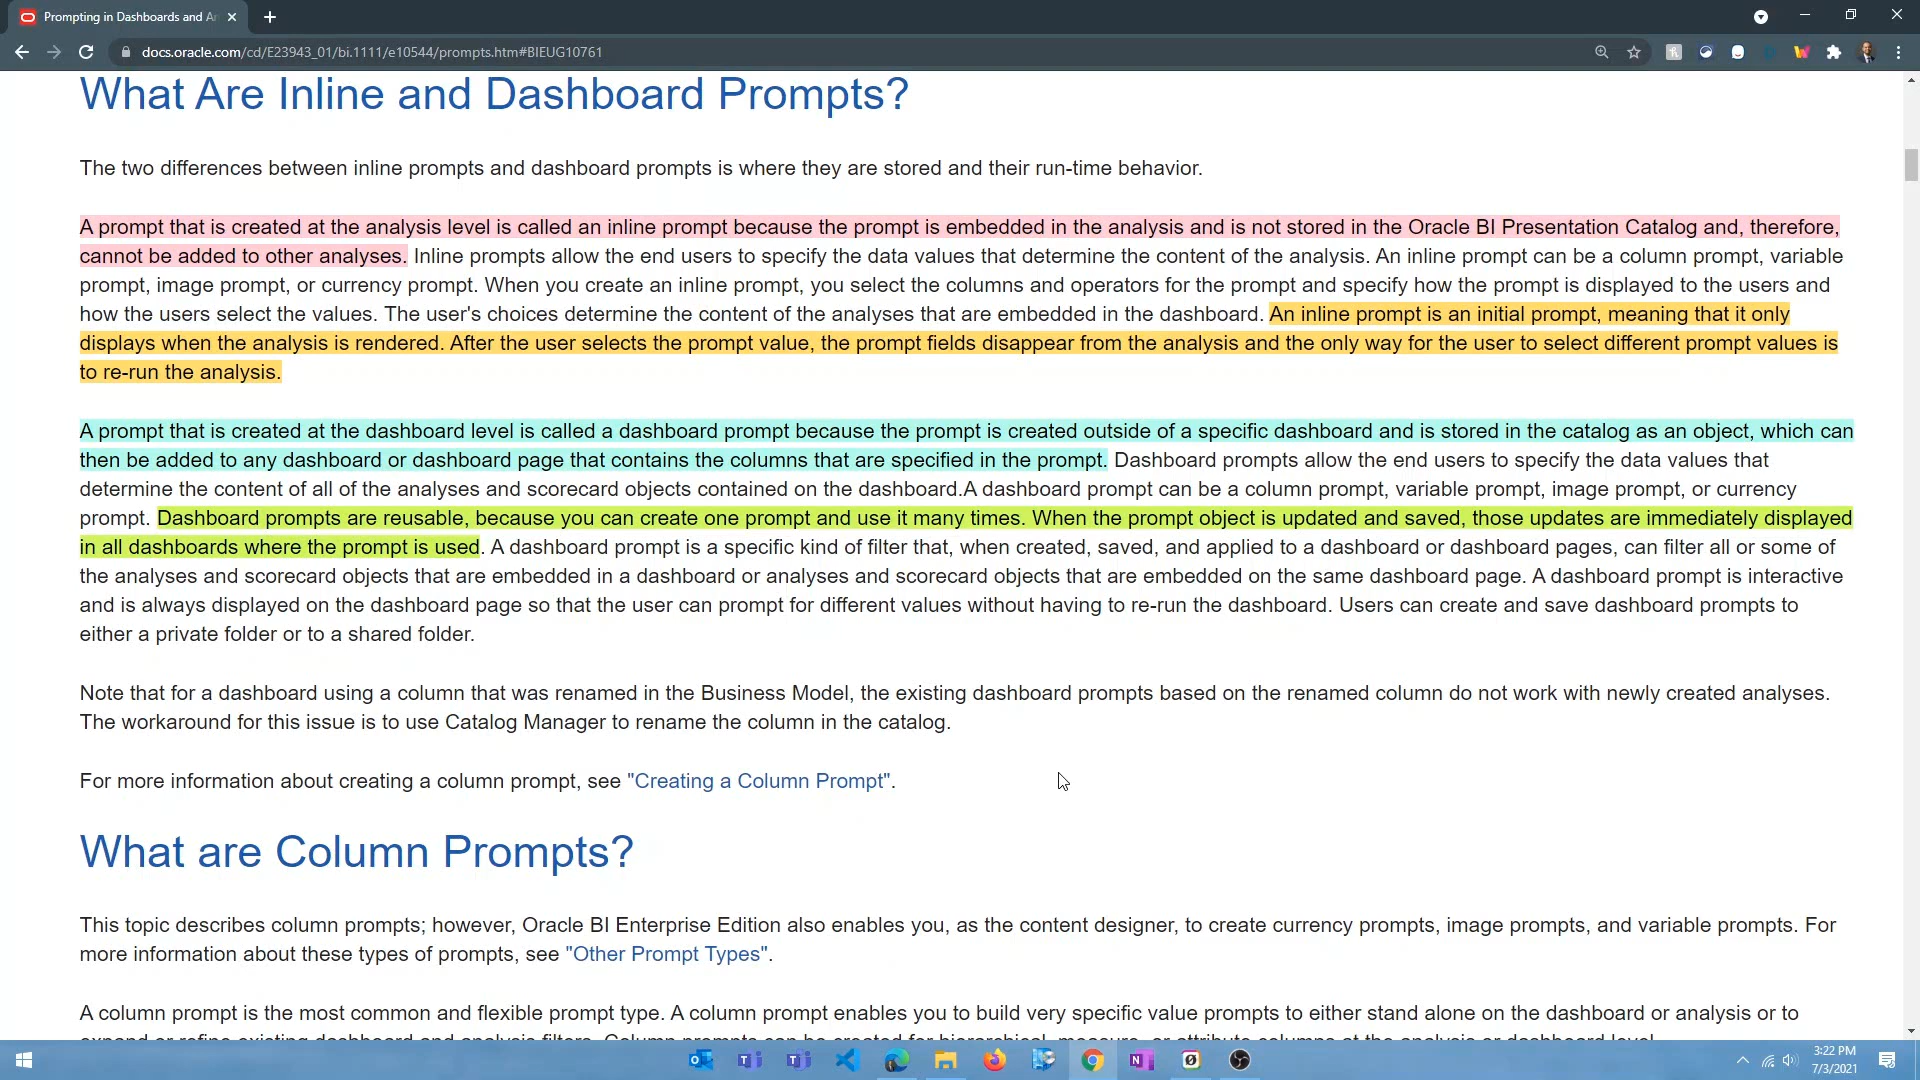 Prompting in Dashboards and An
docs.oracle.com/cd/E23943_01/bi.1111/e10544/prompts.htm#BIEUG10761
What Are Inline and Dashboard Prompts?
The two differences between inline prompts and dashboard prompts is where they are stored and their run-time behavior.
A prompt that is created at the analysis level is called an inline prompt because the prompt is embedded in the analysis and is not stored in the Oracle BI Presentation Catalog and, therefore,
cannot be added to other analyses. Inline prompts allow the end users to specify the data values that determine the content of the analysis. An inline prompt can be a column prompt, variable
prompt, image prompt, or currency prompt. When you create an inline prompt, you select the columns and operators for the prompt and specify how the prompt is displayed to the users and
how the users select the values. The user's choices determine the content of the analyses that are embedded in the dashboard. An inline prompt is an initial prompt, meaning that it only
displays when the analysis is rendered. After the user selects the prompt value, the prompt fields disappear from the analysis and the only way for the user to select different prompt values is
to re-run the analysis.
A prompt that is created at the dashboard level is called a dashboard prompt because the prompt is created outside of a specific dashboard and is stored in the catalog as an object, which can
then be added to any dashboard or dashboard page that contains the columns that are specified in the prompt. Dashboard prompts allow the end users to specify the data values that
determine the content of all of the analyses and scorecard objects contained on the dashboard.A dashboard prompt can be a column prompt, variable prompt, image prompt, or currency
prompt. Dashboard prompts are reusable, because you can create one prompt and use it many times. When the prompt object is updated and saved, those updates are immediately displayed
in all dashboards where the prompt is used. A dashboard prompt is a specific kind of filter that, when created, saved, and applied to a dashboard or dashboard pages, can filter all or some of
the analyses and scorecard objects that are embedded in a dashboard or analyses and scorecard objects that are embedded on the same dashboard page. A dashboard prompt is interactive
and is always displayed on the dashboard page so that the user can prompt for different values without having to re-run the dashboard. Users can create and save dashboard prompts to
either a private folder or to a shared folder.
Note that for a dashboard using a column that was renamed in the Business Model, the existing dashboard prompts based on the renamed column do not work with newly created analyses.
The workaround for this issue is to use Catalog Manager to rename the column in the catalog.
For more information about creating a column prompt, see "Creating a Column Prompt".
What are Column Prompts?
This topic describes column prompts; however, Oracle BI Enterprise Edition also enables you, as the content designer, to create currency prompts, image prompts, and variable prompts. For
more information about these types of prompts, see "Other Prompt Types".
A column prompt is the most common and flexible prompt type. A column prompt enables you to build very specific value prompts to either stand alone on the dashboard or analysis or to
expand or refine existing dashboard and analysis filters. Column prompts can be created for hierarchical, measure, or attribute columns at the analysis or dashboard level.
3:22 PM
7/3/2021